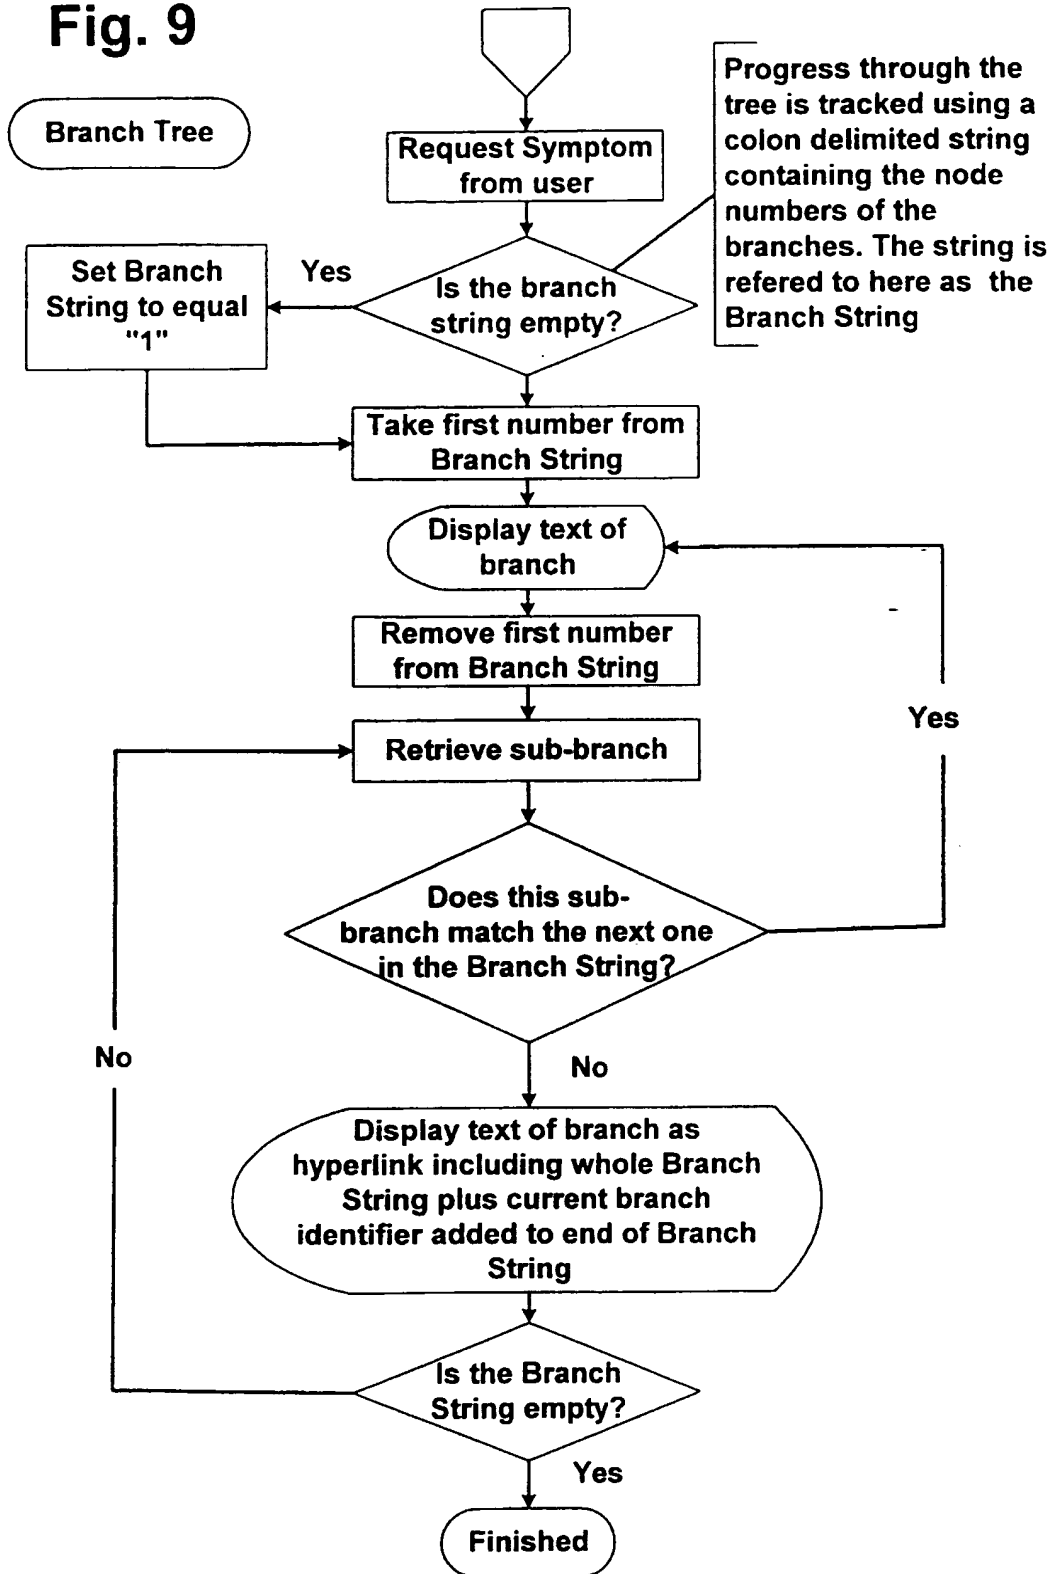 Fig. 9
Branch Tree
Request Symptom
from user
Progress through the
tree is tracked using a
colon delimited string
containing the node
numbers of the
branches. The string is
refered to here as the
Branch String
Is the branch
string empty?
Yes
Set Branch
String to equal
"1"
Take first number from
Branch String
Display text of
branch
Remove first number
from Branch String
Retrieve sub-branch
Yes
Does this sub-
branch match the next one
in the Branch String?
No
No
Display text of branch as
hyperlink including whole Branch
String plus current branch
identifier added to end of Branch
String
Is the Branch
String empty?
Yes
Finished